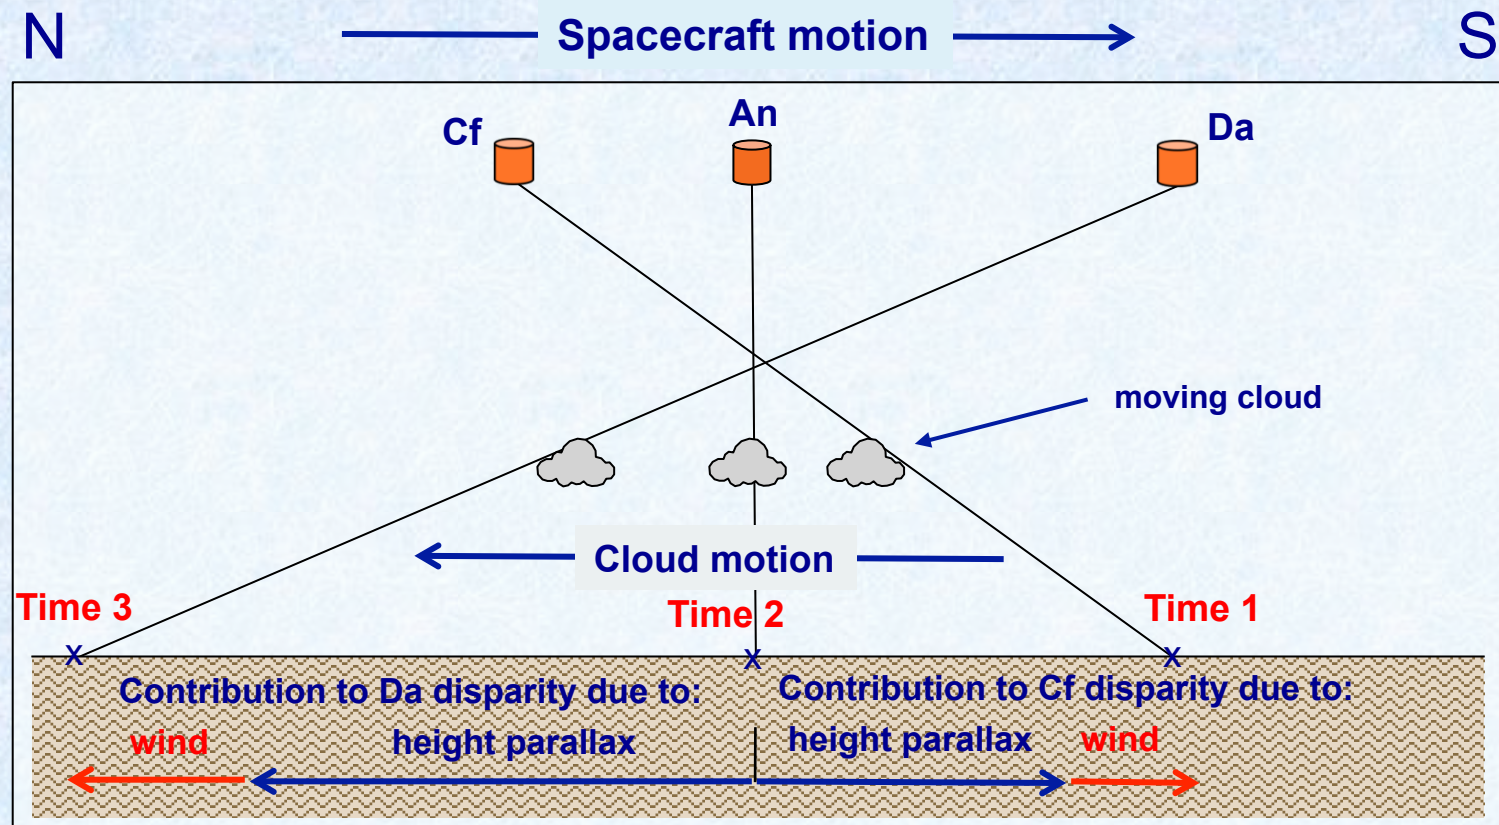 N
Spacecraft motion
S
Cf
An
Da
moving cloud
Cloud motion
Time 3
Time 2
Time 1
x
x
x
Contribution to Da disparity due to:
wind height parallax
Contribution to Cf disparity due to:
height parallax wind